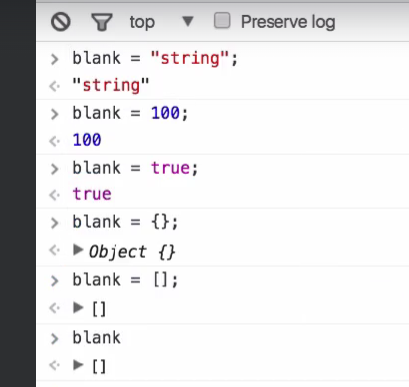 top Preserve log
> blank = "string";
< "string"
> blank = 100;
< 100
> blank = true;
< true
> blank = {};
< ▶ Object {}
> blank = [];
< ▶ []
> blank
< ▶ []